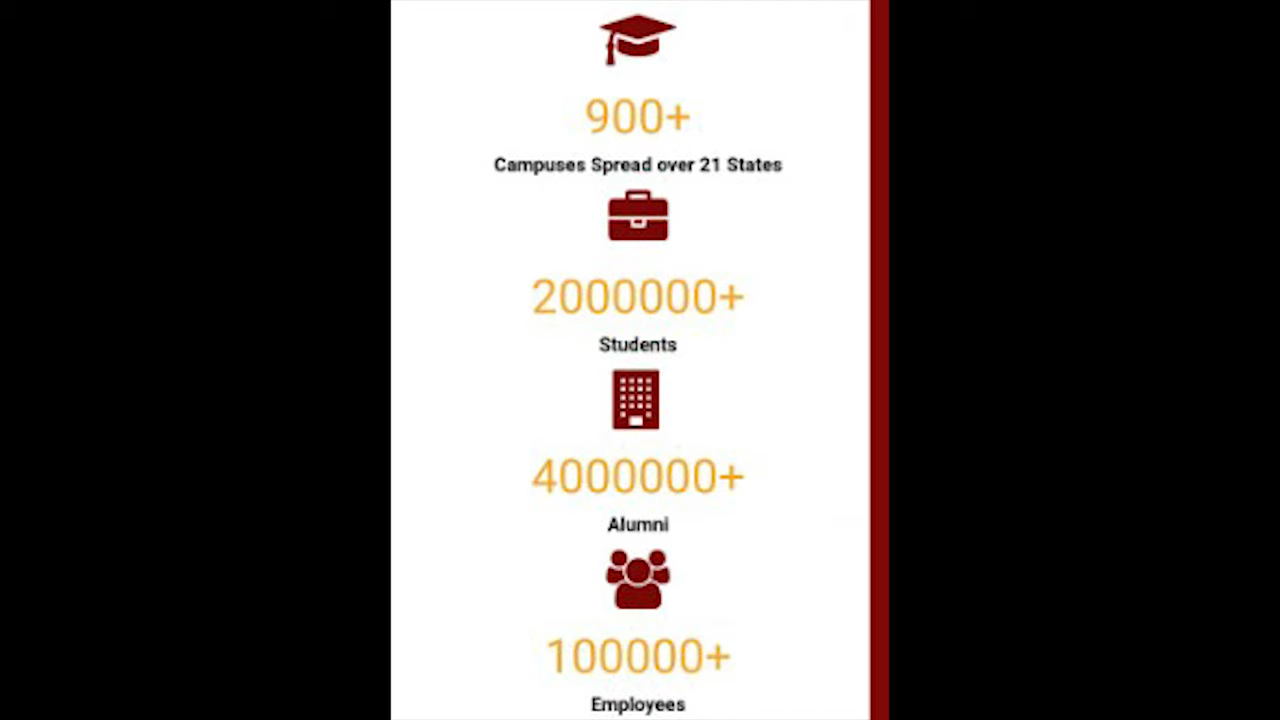 900+
Campuses Spread over 21 States
2000000+
Students
4000000+
Alumni
100000+
Employees